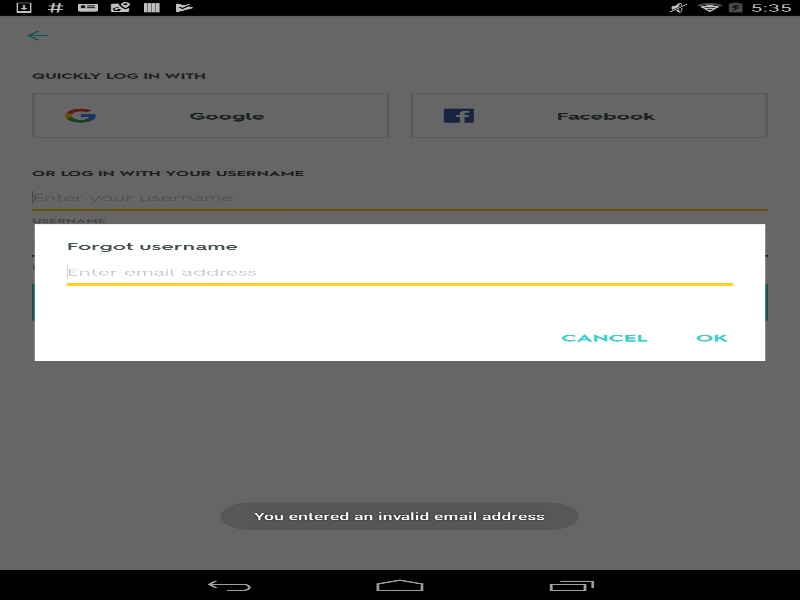 5:35
QUICKLY LOG IN WITH
Google
Facebook
OR LOG IN WITH YOUR USERNAME
Enter your username
USERNAME
Forgot username
Enter email address
CANCEL OK
You entered an invalid email address